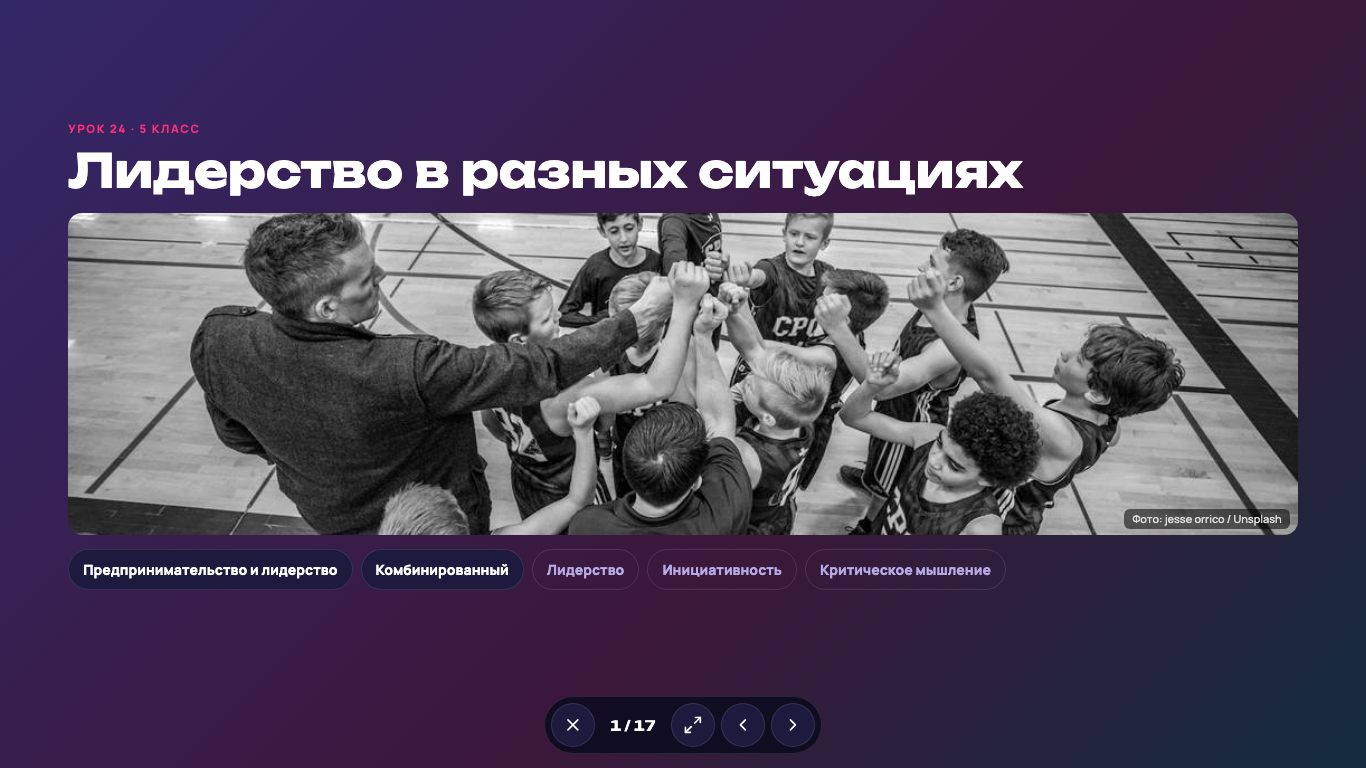 УРОК 24 · 5 КЛАСС
Лидерство в разных ситуациях
CPC
Фото: jesse orrico / Unsplash
Предпринимательство и лидерство
Комбинированный
Лидерство
Инициативность
Критическое мышление
1 / 17